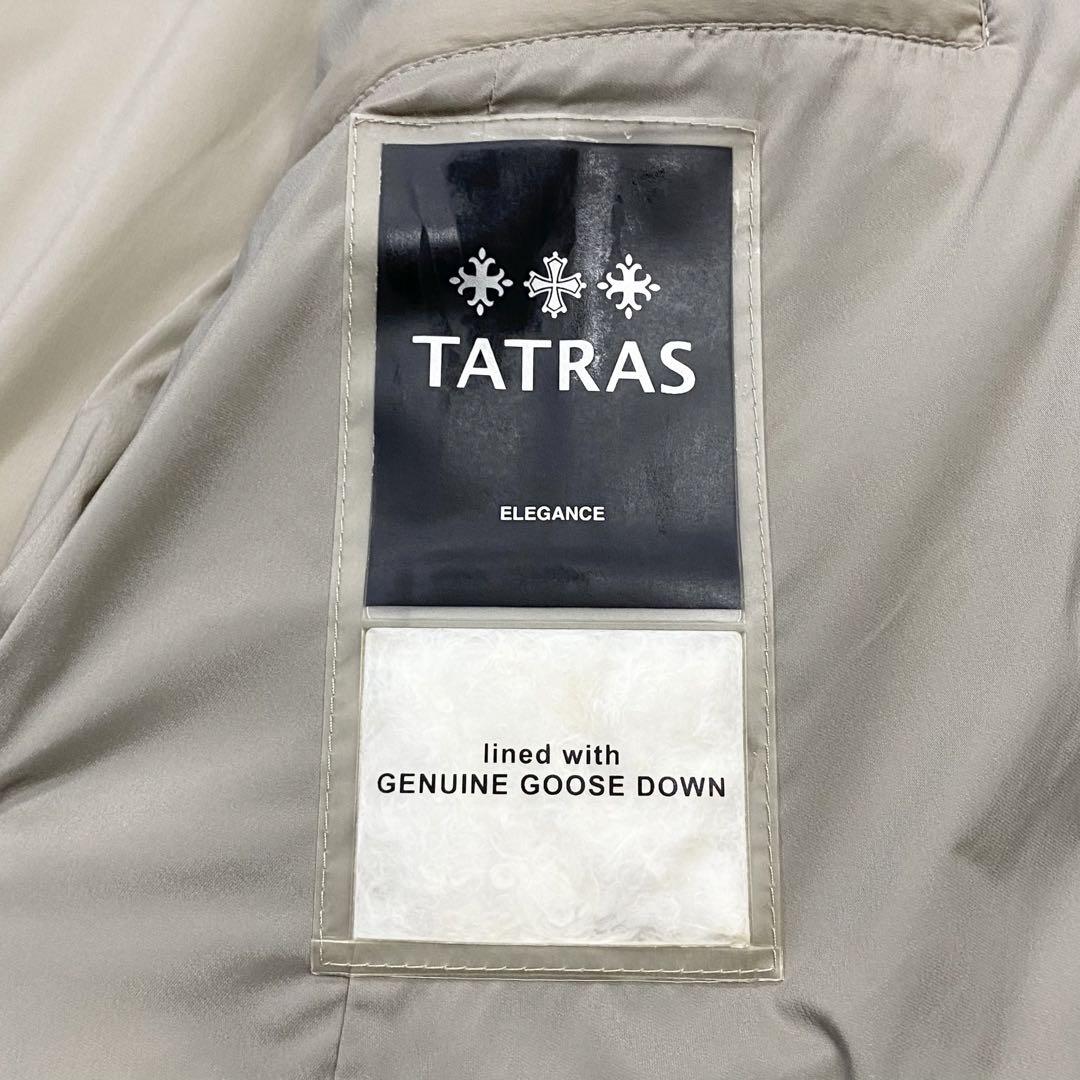 TATRAS
ELEGANCE
lined with
GENUINE GOOSE DOWN